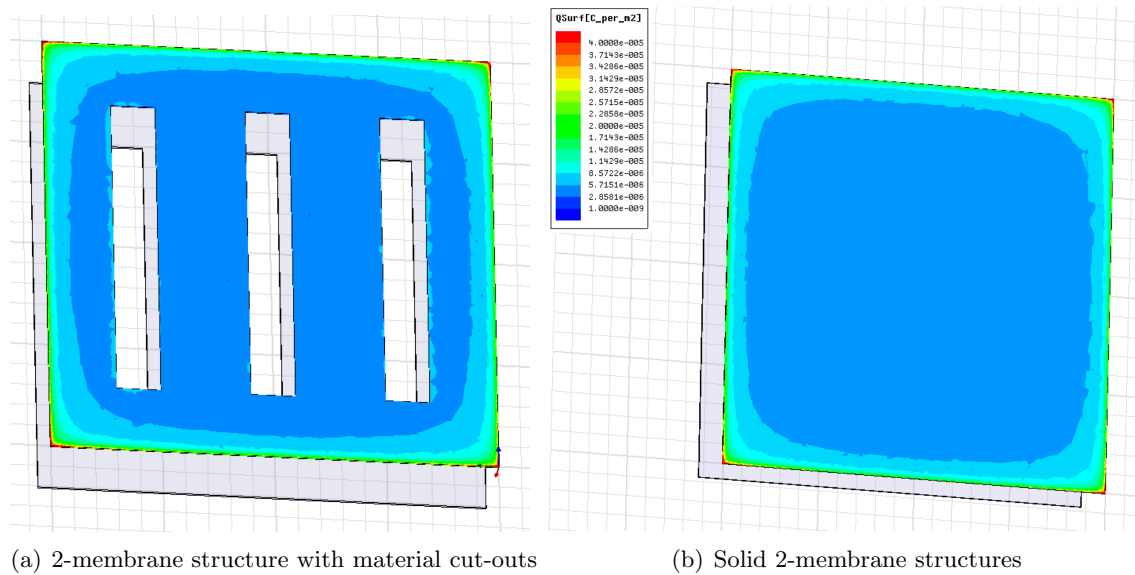 QSurf[C_per_m2]
4.0000e-005
3.7143e-005
3.4286e-005
3.1429e-005
2.8572e-005
2.5715e-005
2.2858e-005
2.0000e-005
1.7143e-005
1.4286e-005
1.1429e-005
8.5722e-006
5.7151e-006
2.8581e-006
1.0000e-009
(a) 2-membrane structure with material cut-outs
(b) Solid 2-membrane structures